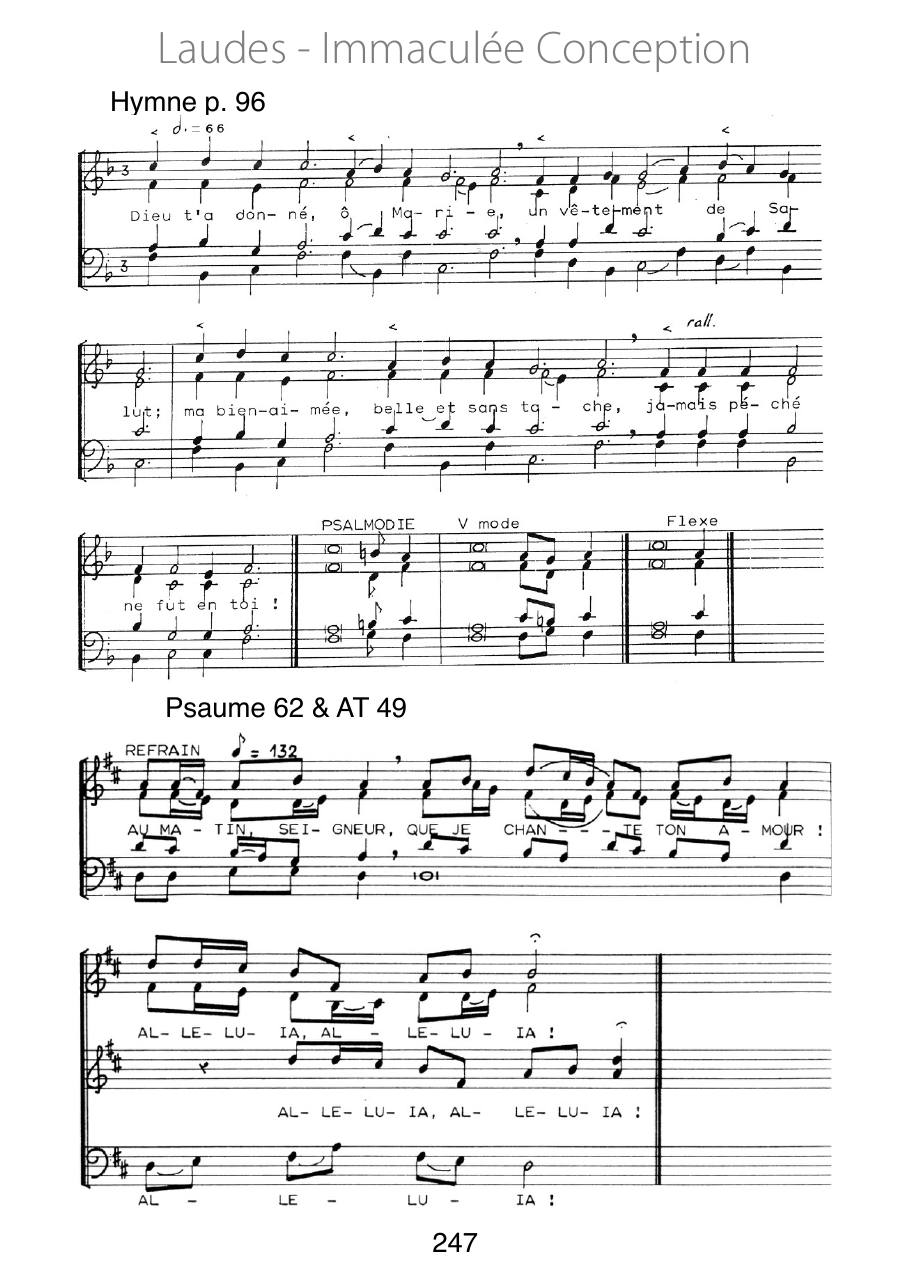 Laudes - Immaculée Conception
Hymne p. 96
< d. = 66 < < <
3
Dieu t'a don- né, ô Ma- ri - e, un vê-te-ment de Sa-
3
< < < rall.
lut; ma bien-ai- mée, belle et sans ta - che, ja-mais pé- ché
PSALMODIE V mode Flexe
ne fut en toi !
Psaume 62 & AT 49
REFRAIN ♪ = 132
AU MA - TIN, SEI- GNEUR, QUE JE CHAN - - - TE TON A - MOUR !
AL- LE- LU- IA, AL - LE- LU - IA !
AL- LE- LU- IA, AL- LE- LU- IA !
AL - LE - LU - IA !
247